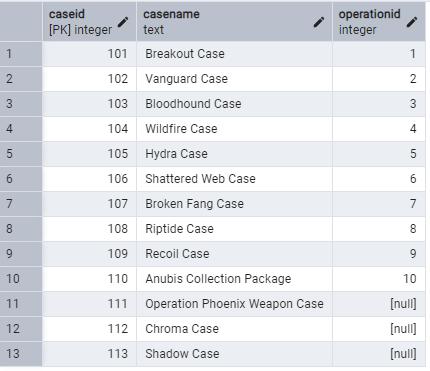 caseid casename operationid
[PK] integer text integer
1 101 Breakout Case 1
2 102 Vanguard Case 2
3 103 Bloodhound Case 3
4 104 Wildfire Case 4
5 105 Hydra Case 5
6 106 Shattered Web Case 6
7 107 Broken Fang Case 7
8 108 Riptide Case 8
9 109 Recoil Case 9
10 110 Anubis Collection Package 10
11 111 Operation Phoenix Weapon Case [null]
12 112 Chroma Case [null]
13 113 Shadow Case [null]